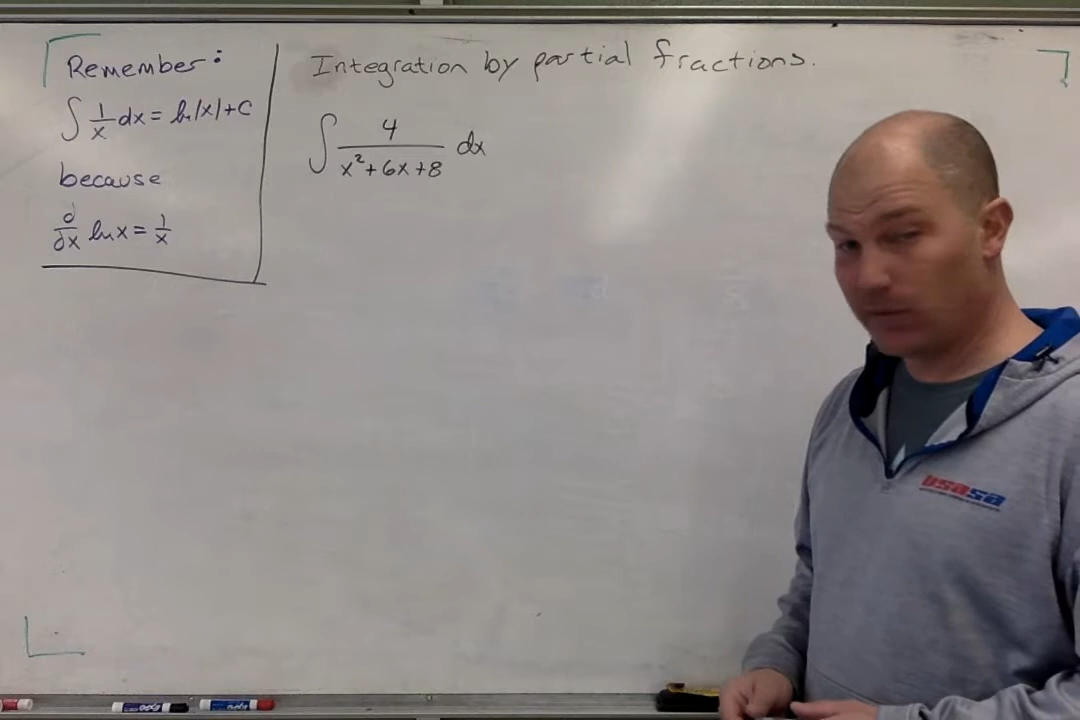 Remember:
∫ 1/x dx = ln|x| + C
because
d/dx ln x = 1/x
Integration by partial fractions.
∫ 4/(x² + 6x + 8) dx
USASA